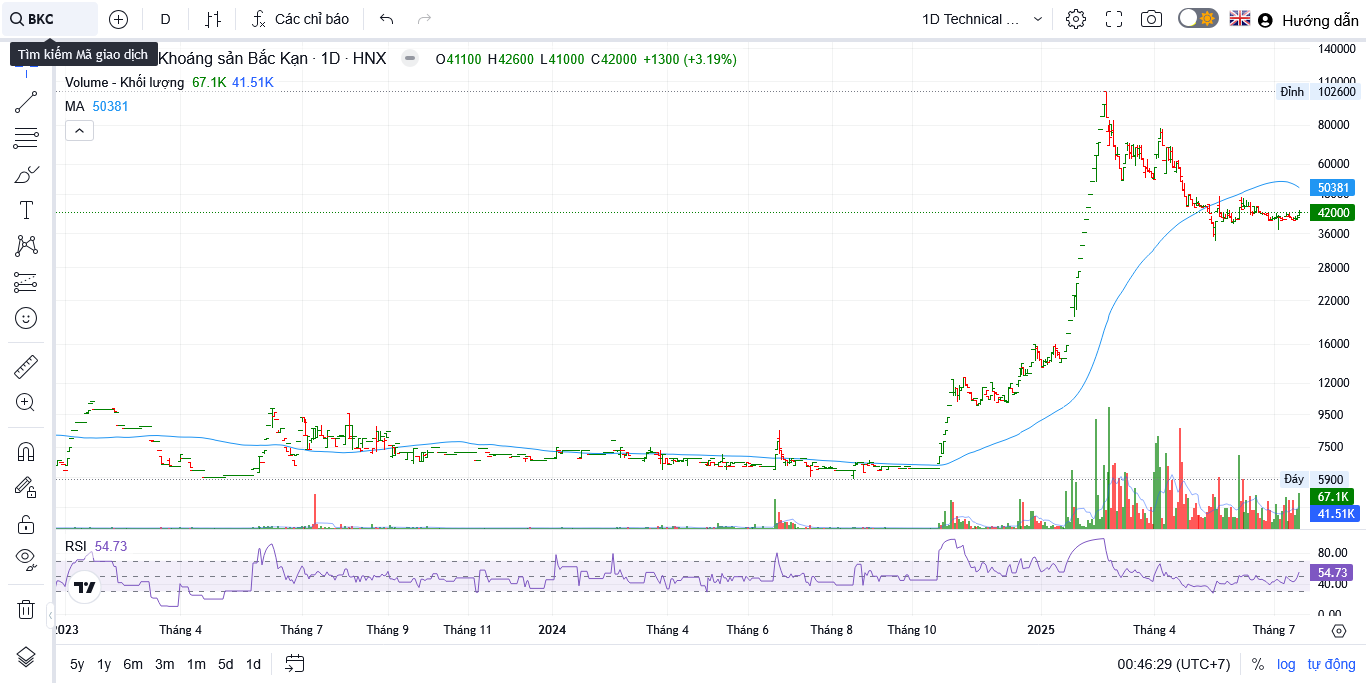 BKC
D
Các chỉ báo
1D Technical ...
Hướng dẫn
Tìm kiếm Mã giao dịch
Khoáng sản Bắc Kạn · 1D · HNX
O41100 H42600 L41000 C42000 +1300 (+3.19%)
Volume - Khối lượng 67.1K 41.51K
MA 50381
140000
110000
Đỉnh 102600
80000
60000
50381
42000
36000
28000
22000
16000
12000
9500
7500
Đáy 5900
67.1K
41.51K
RSI 54.73
80.00
54.73
40.00
0.00
2023 Tháng 4 Tháng 7 Tháng 9 Tháng 11 2024 Tháng 4 Tháng 6 Tháng 8 Tháng 10 2025 Tháng 4 Tháng 7
5y 1y 6m 3m 1m 5d 1d
00:46:29 (UTC+7) % log tự động